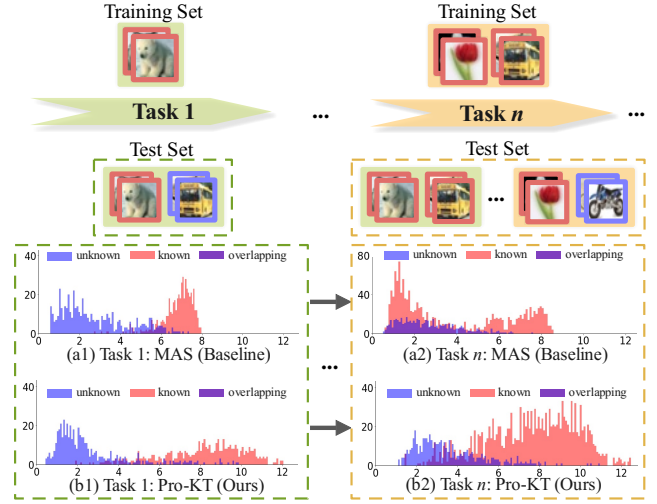 Training Set
Training Set
Task 1
...
Task n
...
Test Set
Test Set
...
unknown known overlapping
40
20
0
0 2 4 6 8 10 12
(a1) Task 1: MAS (Baseline)
unknown known overlapping
80
40
0
0 2 4 6 8 10 12
(a2) Task n: MAS (Baseline)
...
unknown known overlapping
40
20
0
0 2 4 6 8 10 12
(b1) Task 1: Pro-KT (Ours)
unknown known overlapping
40
20
0
0 2 4 6 8 10 12
(b2) Task n: Pro-KT (Ours)